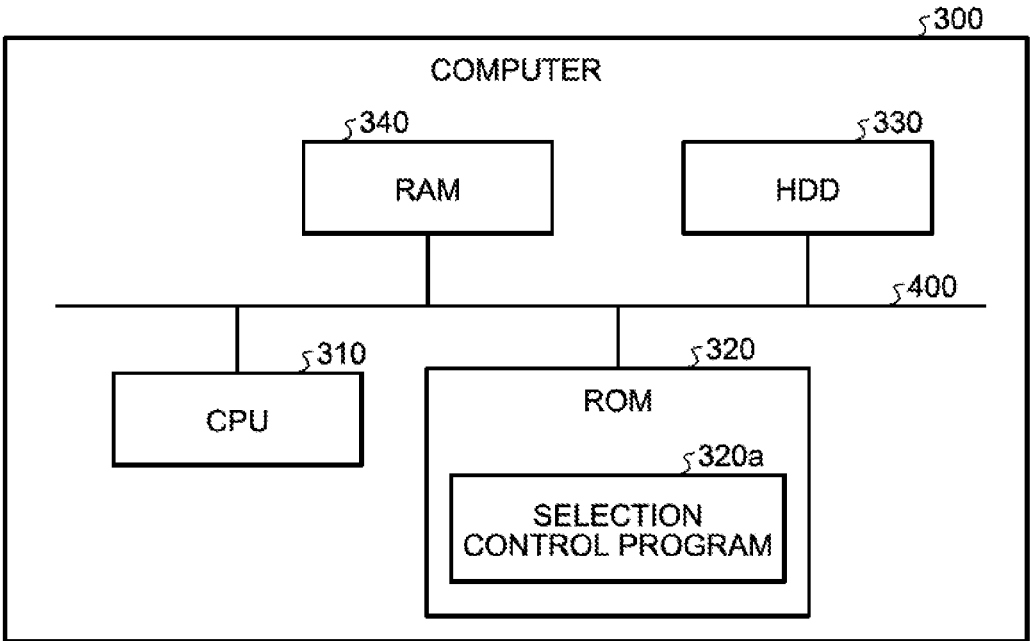 300
COMPUTER
340
330
RAM
HDD
400
310
320
CPU
ROM
320a
SELECTION
CONTROL PROGRAM